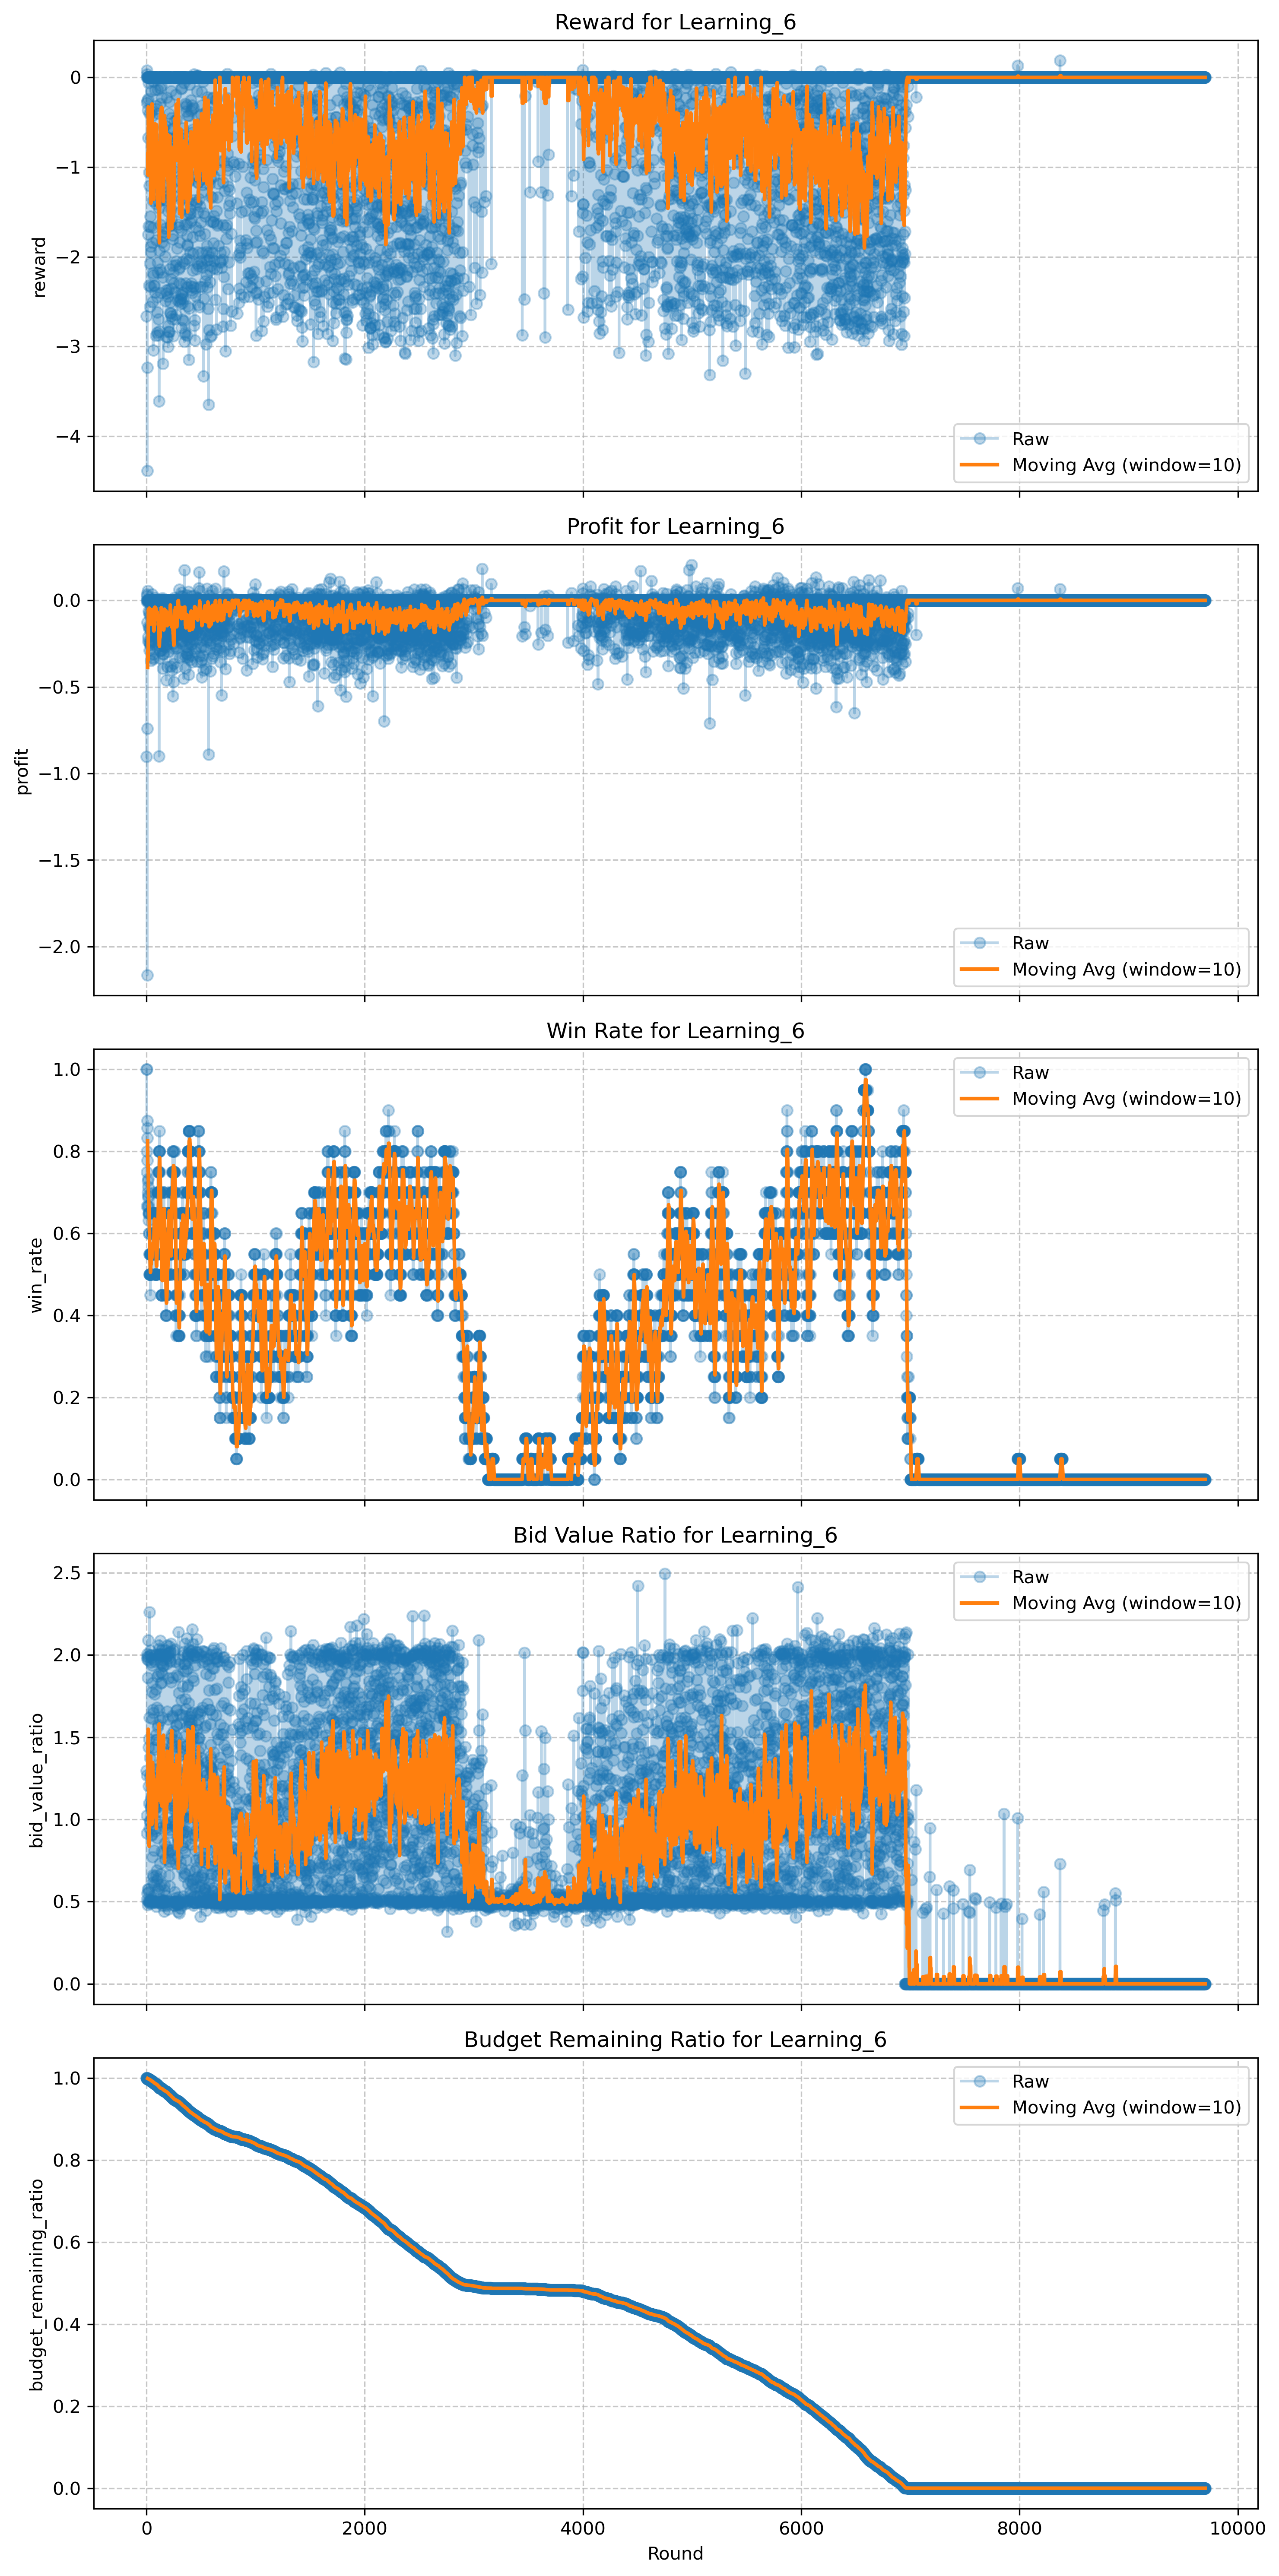 Reward for Learning_6
0
−1
−2
−3
−4
reward
Raw
Moving Avg (window=10)
Profit for Learning_6
0.0
−0.5
−1.0
−1.5
−2.0
profit
Raw
Moving Avg (window=10)
Win Rate for Learning_6
1.0
0.8
0.6
0.4
0.2
0.0
win_rate
Raw
Moving Avg (window=10)
Bid Value Ratio for Learning_6
2.5
2.0
1.5
1.0
0.5
0.0
bid_value_ratio
Raw
Moving Avg (window=10)
Budget Remaining Ratio for Learning_6
1.0
0.8
0.6
0.4
0.2
0.0
budget_remaining_ratio
Raw
Moving Avg (window=10)
0 2000 4000 6000 8000 10000
Round